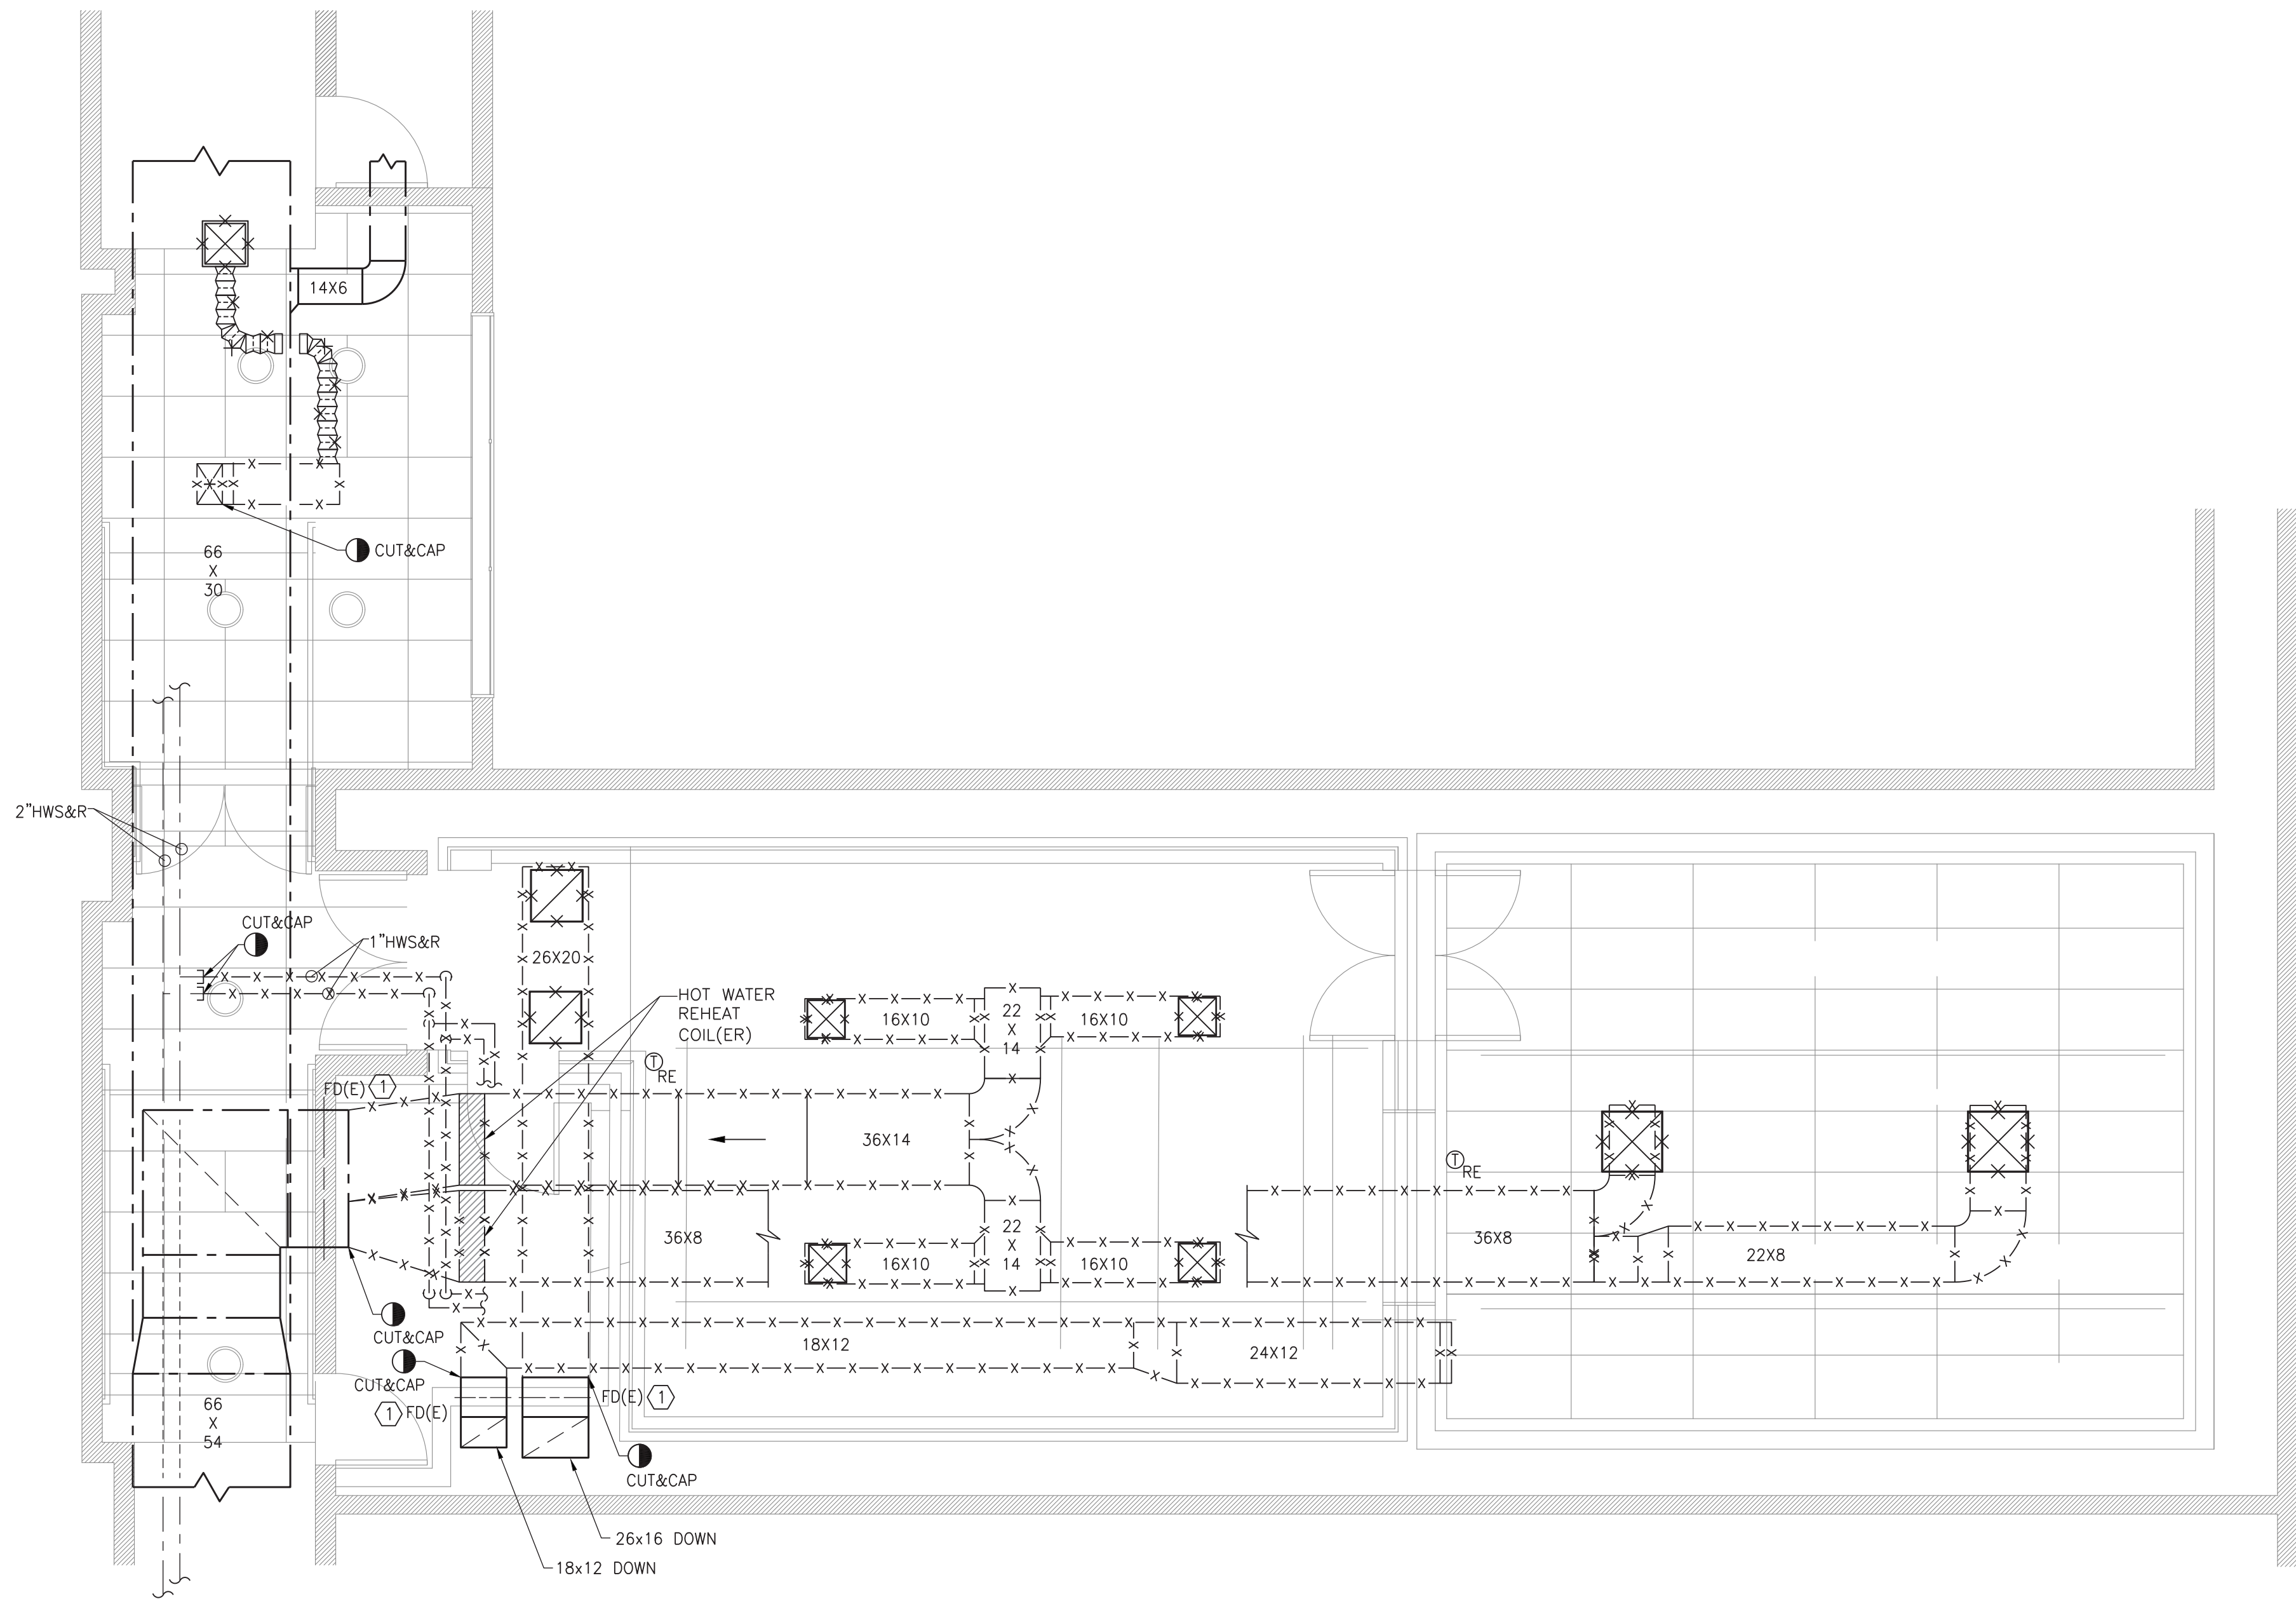 14X6
CUT&CAP
66
X
30
2"HWS&R
CUT&CAP
1"HWS&R
26X20
HOT WATER
REHEAT
COIL(ER)
16X10
22
X
14
16X10
T
RE
FD(E) 1
36X14
T
RE
36X8
16X10
22
X
14
16X10
36X8
22X8
CUT&CAP
18X12
24X12
CUT&CAP
1 FD(E)
FD(E) 1
66
X
54
CUT&CAP
26x16 DOWN
18x12 DOWN